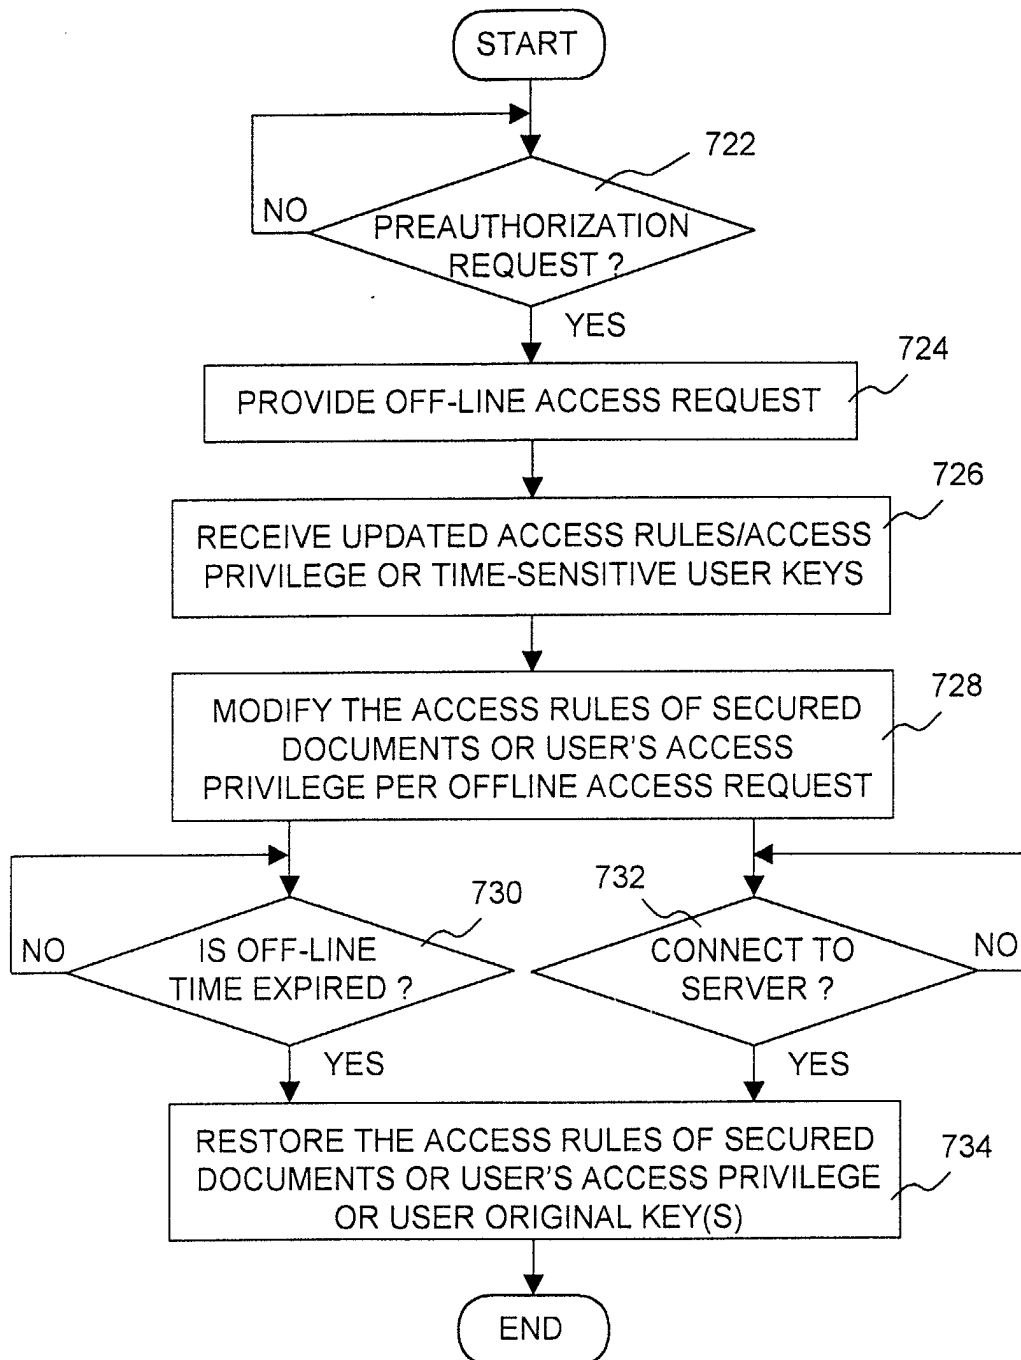 START
722
NO
PREAUTHORIZATION
REQUEST ?
YES
724
PROVIDE OFF-LINE ACCESS REQUEST
726
RECEIVE UPDATED ACCESS RULES/ACCESS
PRIVILEGE OR TIME-SENSITIVE USER KEYS
728
MODIFY THE ACCESS RULES OF SECURED
DOCUMENTS OR USER'S ACCESS
PRIVILEGE PER OFFLINE ACCESS REQUEST
730
732
NO
IS OFF-LINE
TIME EXPIRED ?
CONNECT TO
SERVER ?
NO
YES
YES
734
RESTORE THE ACCESS RULES OF SECURED
DOCUMENTS OR USER'S ACCESS PRIVILEGE
OR USER ORIGINAL KEY(S)
END